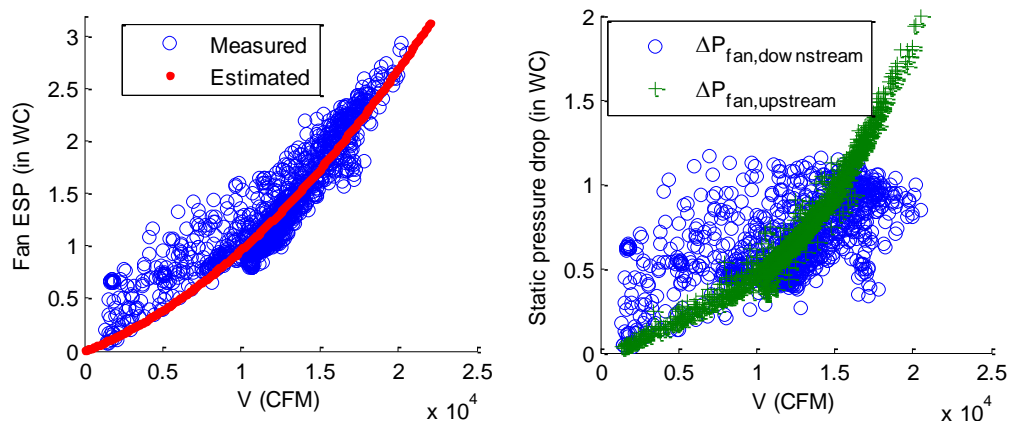 Fan ESP (in WC)
3
2.5
2
1.5
1
0.5
0
Measured
Estimated
0 0.5 1 1.5 2 2.5
V (CFM)
x 10^4
Static pressure drop (in WC)
2
1.5
1
0.5
0
ΔP_fan,downstream
ΔP_fan,upstream
0 0.5 1 1.5 2 2.5
V (CFM)
x 10^4